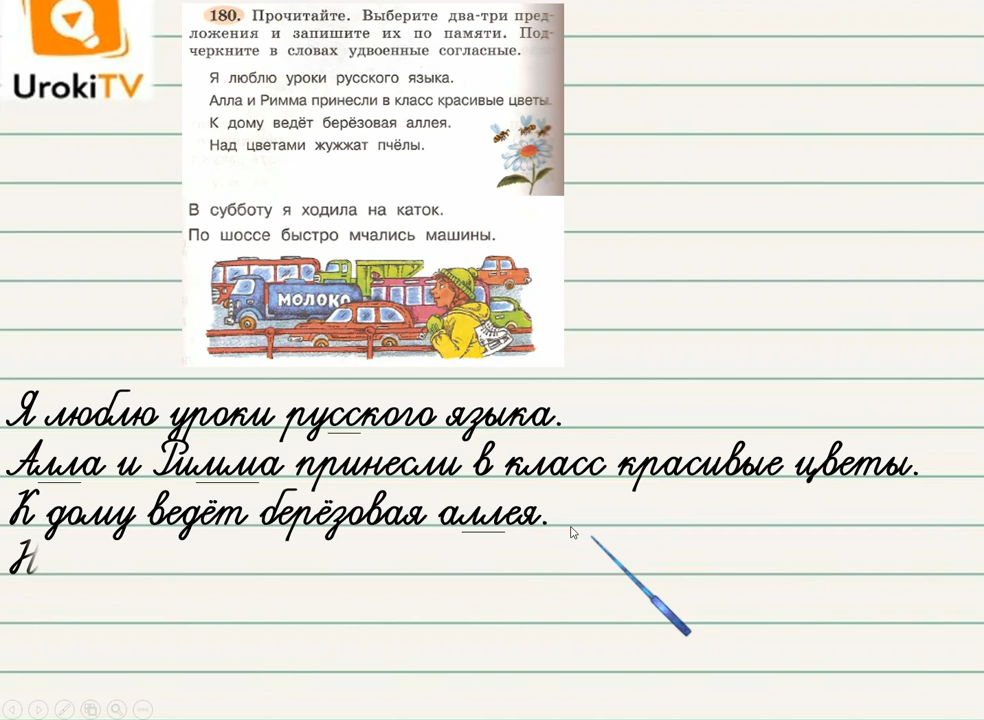 UrokiTV
180. Прочитайте. Выберите два-три пред-
ложения и запишите их по памяти. Под-
черкните в словах удвоенные согласные.
Я люблю уроки русского языка.
Алла и Римма принесли в класс красивые цветы.
К дому ведёт берёзовая аллея.
Над цветами жужжат пчёлы.
В субботу я ходила на каток.
По шоссе быстро мчались машины.
МОЛОКО
Я люблю уроки русского языка.
Алла и Римма принесли в класс красивые цветы.
К дому ведёт берёзовая аллея.
Н